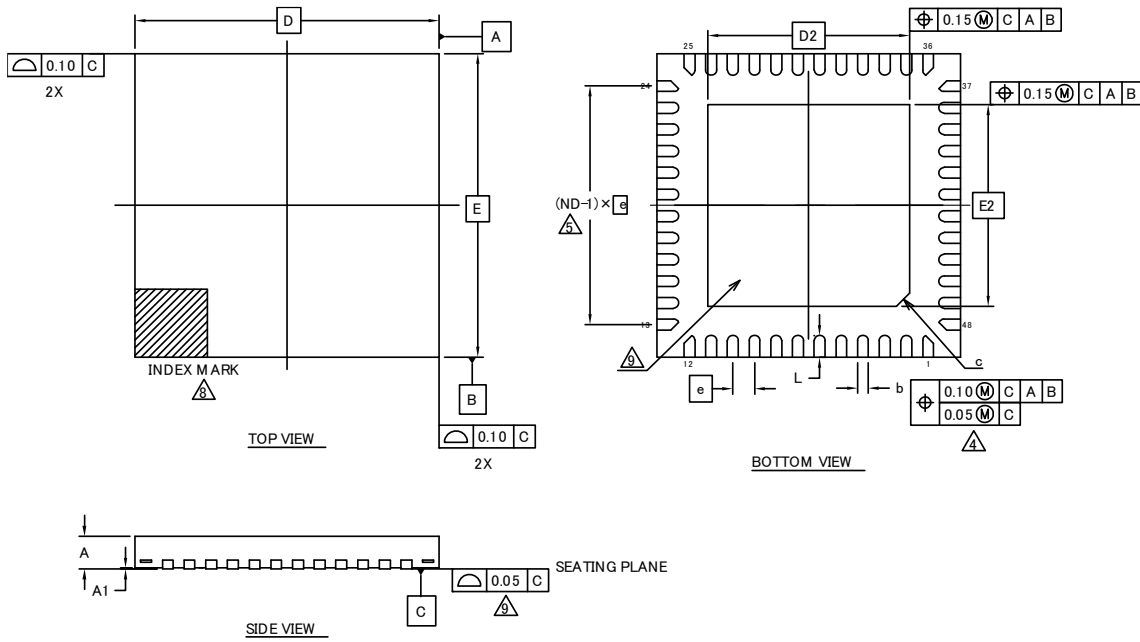 D
A
0.10 C
2X
E
INDEX MARK
8
B
0.10 C
2X
TOP VIEW
0.15 Ⓜ C A B
D2
25
36
24
37
0.15 Ⓜ C A B
(ND-1)× e
5
E2
13
48
9
12
1
e
L
b
c
0.10 Ⓜ C A B
0.05 Ⓜ C
4
BOTTOM VIEW
A
A1
SEATING PLANE
0.05 C
9
C
SIDE VIEW